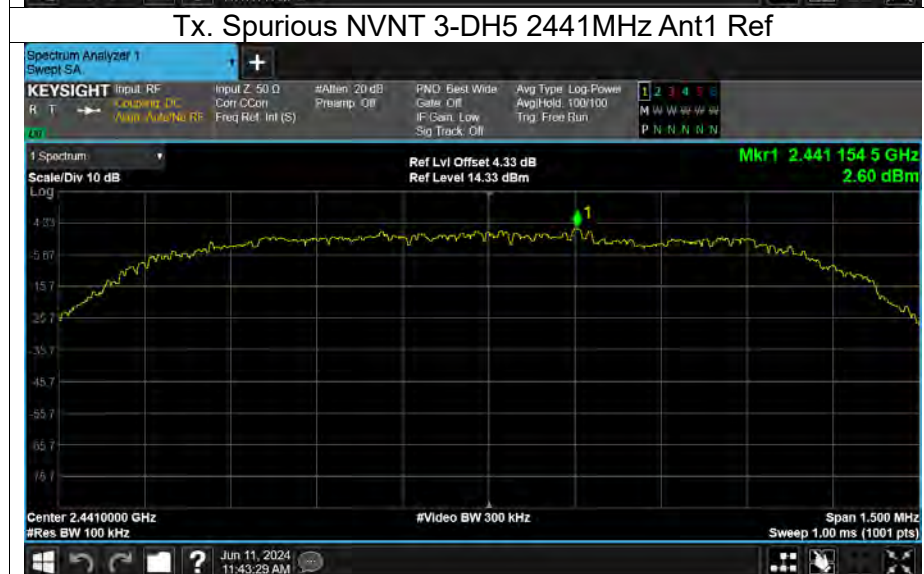 Tx. Spurious NVNT 3-DH5 2441MHz Ant1 Ref
Spectrum Analyzer 1
Swept SA
+
KEYSIGHT Input: RF
R T
Coupling: DC
Align: Auto/No RF
Input Z: 50 Ω
Corr CCorr
Freq Ref: Int (S)
#Atten: 20 dB
Preamp: Off
PNO: Best Wide
Gate: Off
IF Gain: Low
Sig Track: Off
Avg Type: Log-Power
Avg|Hold: 100/100
Trig: Free Run
1 2 3 4 5 6
M W W W W W
P N N N N N
1 Spectrum
Scale/Div 10 dB
Ref Lvl Offset 4.33 dB
Ref Level 14.33 dBm
Mkr1 2.441 154 5 GHz
2.60 dBm
Log
1
4.33
-5.67
-15.7
-25.7
-35.7
-45.7
-55.7
-65.7
-75.7
Center 2.4410000 GHz
#Res BW 100 kHz
#Video BW 300 kHz
Span 1.500 MHz
Sweep 1.00 ms (1001 pts)
?
Jun 11, 2024
11:43:29 AM